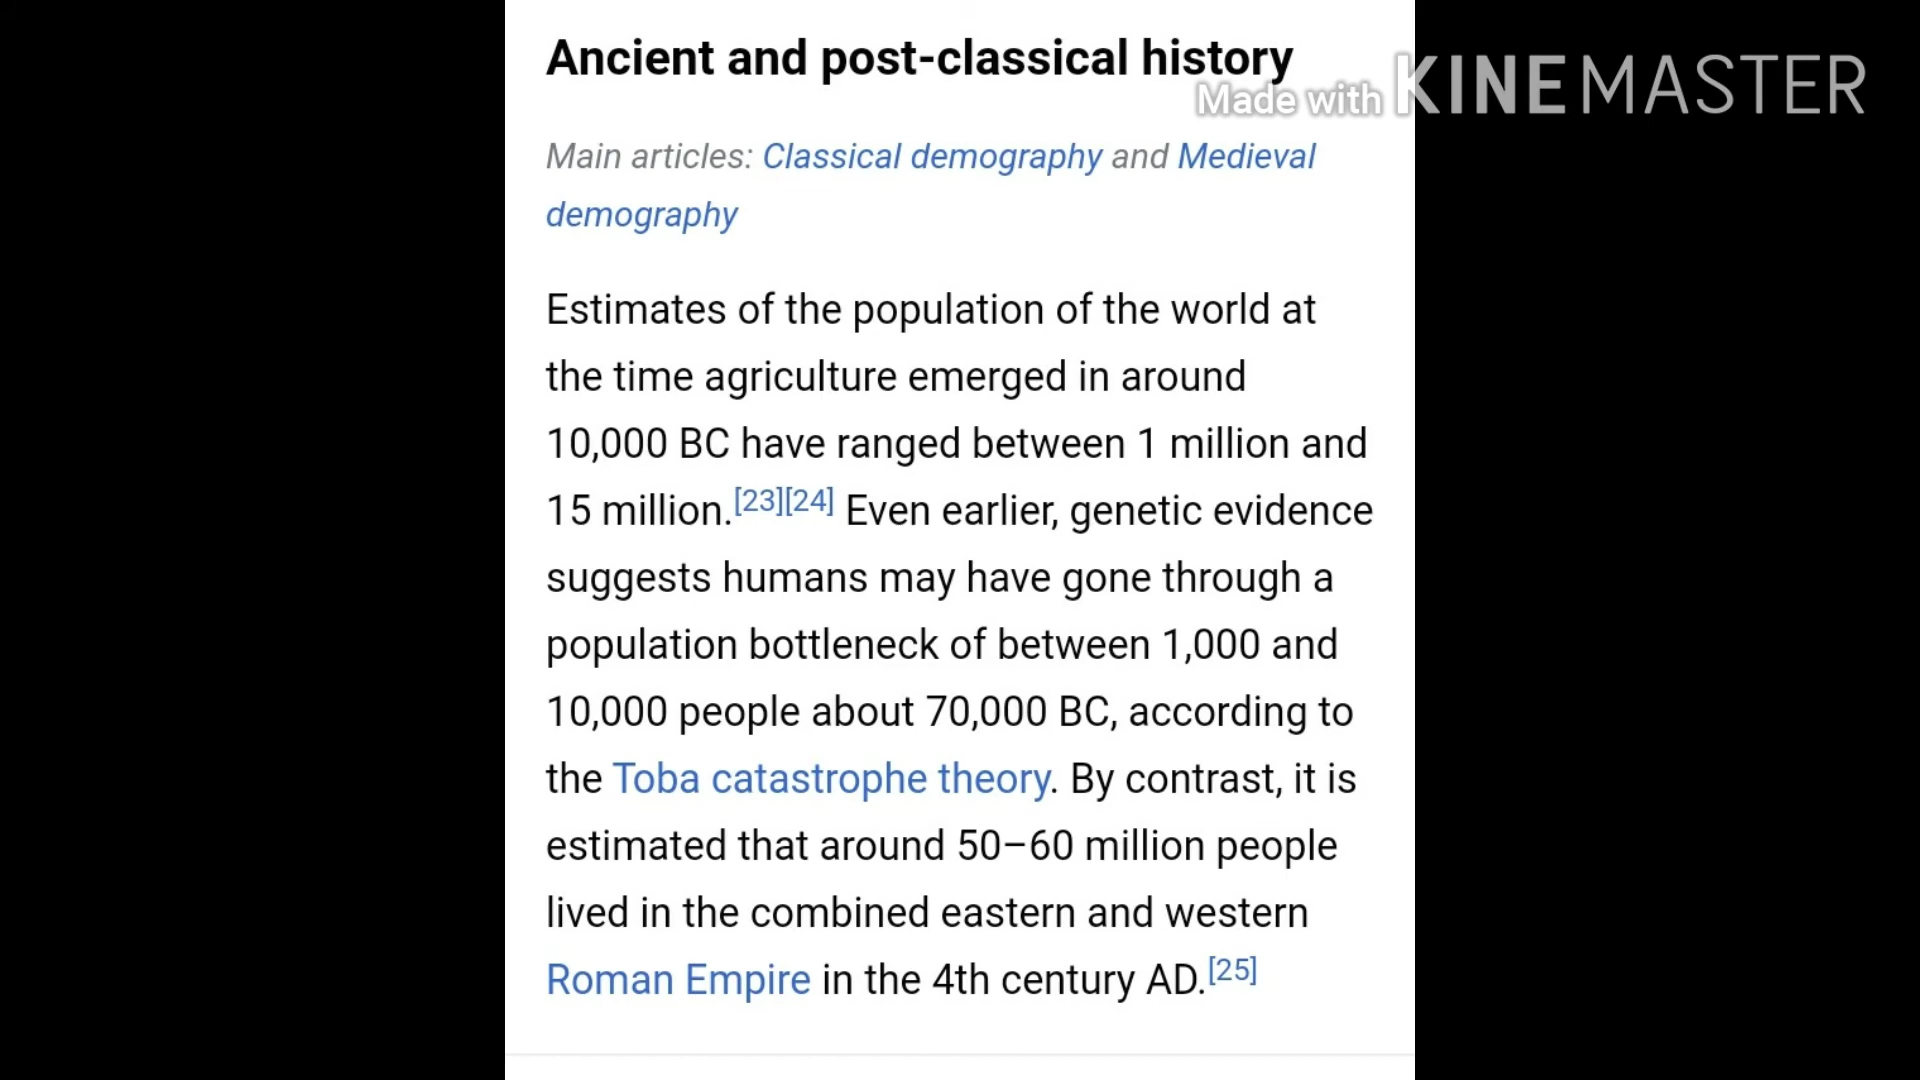 Ancient and post-classical history
Made with KINEMASTER
Main articles: Classical demography and Medieval
demography
Estimates of the population of the world at
the time agriculture emerged in around
10,000 BC have ranged between 1 million and
15 million.[23][24] Even earlier, genetic evidence
suggests humans may have gone through a
population bottleneck of between 1,000 and
10,000 people about 70,000 BC, according to
the Toba catastrophe theory. By contrast, it is
estimated that around 50–60 million people
lived in the combined eastern and western
Roman Empire in the 4th century AD.[25]